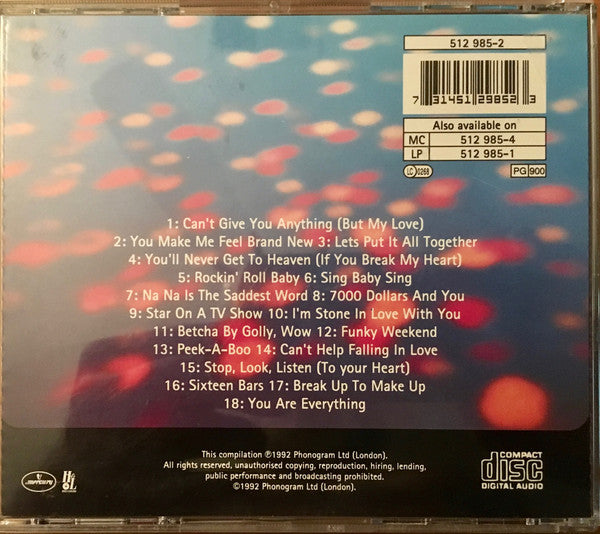 512 985-2
7 31451 29852 3
Also available on
MC 512 985-4
LP 512 985-1
LC 0268 PG 900
1: Can't Give You Anything (But My Love)
2: You Make Me Feel Brand New 3: Lets Put It All Together
4: You'll Never Get To Heaven (If You Break My Heart)
5: Rockin' Roll Baby 6: Sing Baby Sing
7: Na Na Is The Saddest Word 8: 7000 Dollars And You
9: Star On A TV Show 10: I'm Stone In Love With You
11: Betcha By Golly, Wow 12: Funky Weekend
13: Peek-A-Boo 14: Can't Help Falling In Love
15: Stop, Look, Listen (To your Heart)
16: Sixteen Bars 17: Break Up To Make Up
18: You Are Everything
This compilation ℗1992 Phonogram Ltd (London).
All rights reserved, unauthorised copying, reproduction, hiring, lending,
public performance and broadcasting prohibited.
©1992 Phonogram Ltd (London).
mercury
H&L
COMPACT
disc
DIGITAL AUDIO